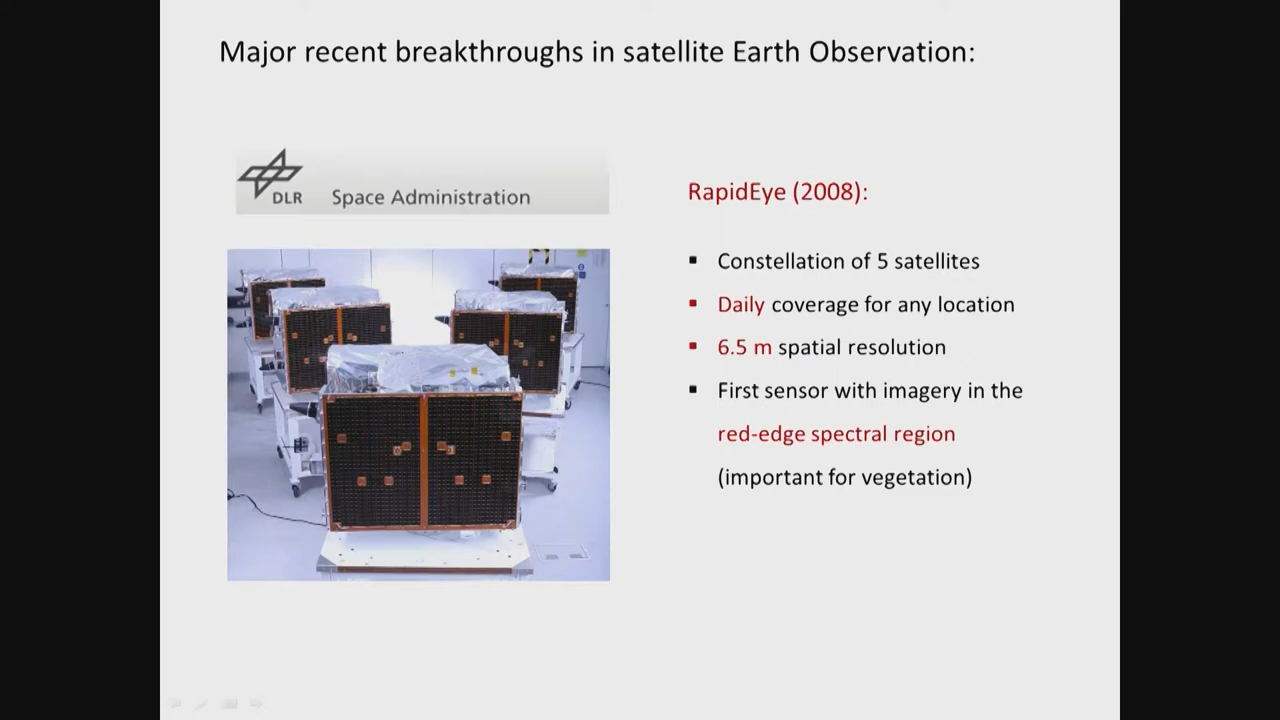 Major recent breakthroughs in satellite Earth Observation:
DLR
Space Administration
RapidEye (2008):
▪ Constellation of 5 satellites
▪ Daily coverage for any location
▪ 6.5 m spatial resolution
▪ First sensor with imagery in the
red-edge spectral region
(important for vegetation)